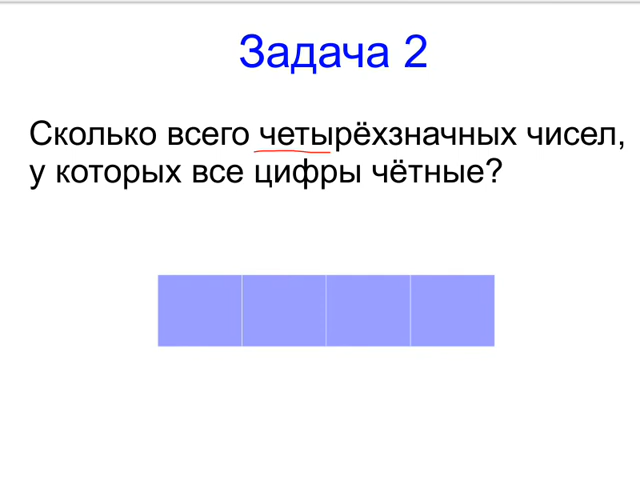 Задача 2
Сколько всего четырёхзначных чисел,
у которых все цифры чётные?